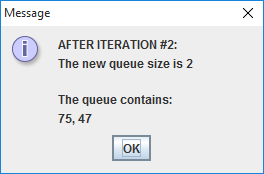 Message
AFTER ITERATION #2:
The new queue size is 2
The queue contains:
75, 47
OK